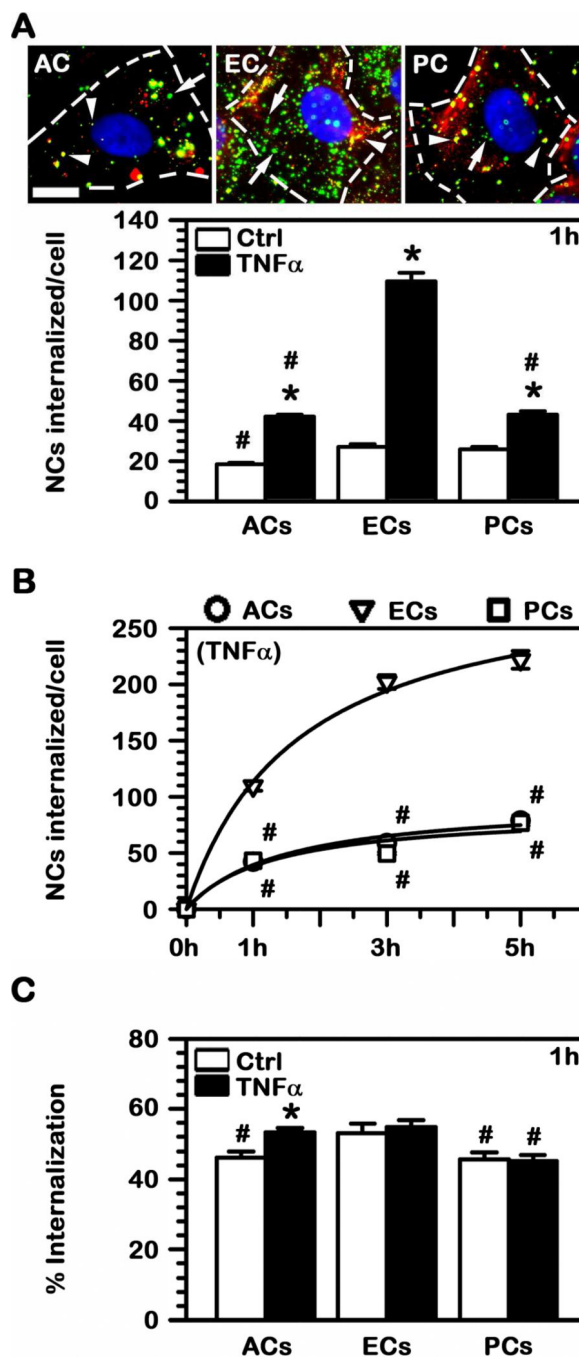 A
AC EC PC
140
120
100
80
60
40
20
0
NCs internalized/cell
Ctrl
TNFα
1h
#
#
*
*
#
*
ACs ECs PCs
B
ACs ECs PCs
(TNFα)
250
200
150
100
50
0
NCs internalized/cell
#
#
#
#
#
#
0h 1h 3h 5h
C
80
60
40
20
0
% Internalization
Ctrl
TNFα
1h
#
*
#
#
ACs ECs PCs